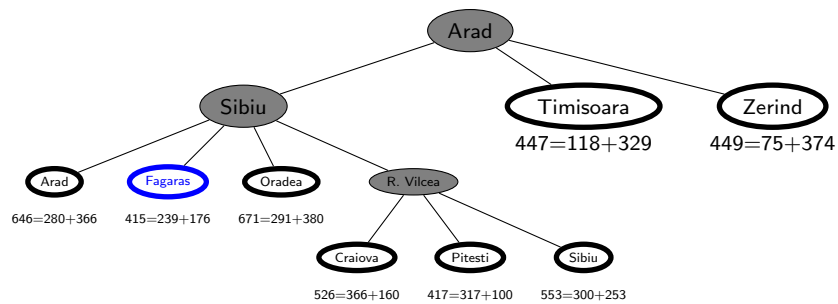 Arad
Sibiu
Timisoara
Zerind
447=118+329
449=75+374
Arad
Fagaras
Oradea
R. Vilcea
646=280+366
415=239+176
671=291+380
Craiova
Pitesti
Sibiu
526=366+160
417=317+100
553=300+253